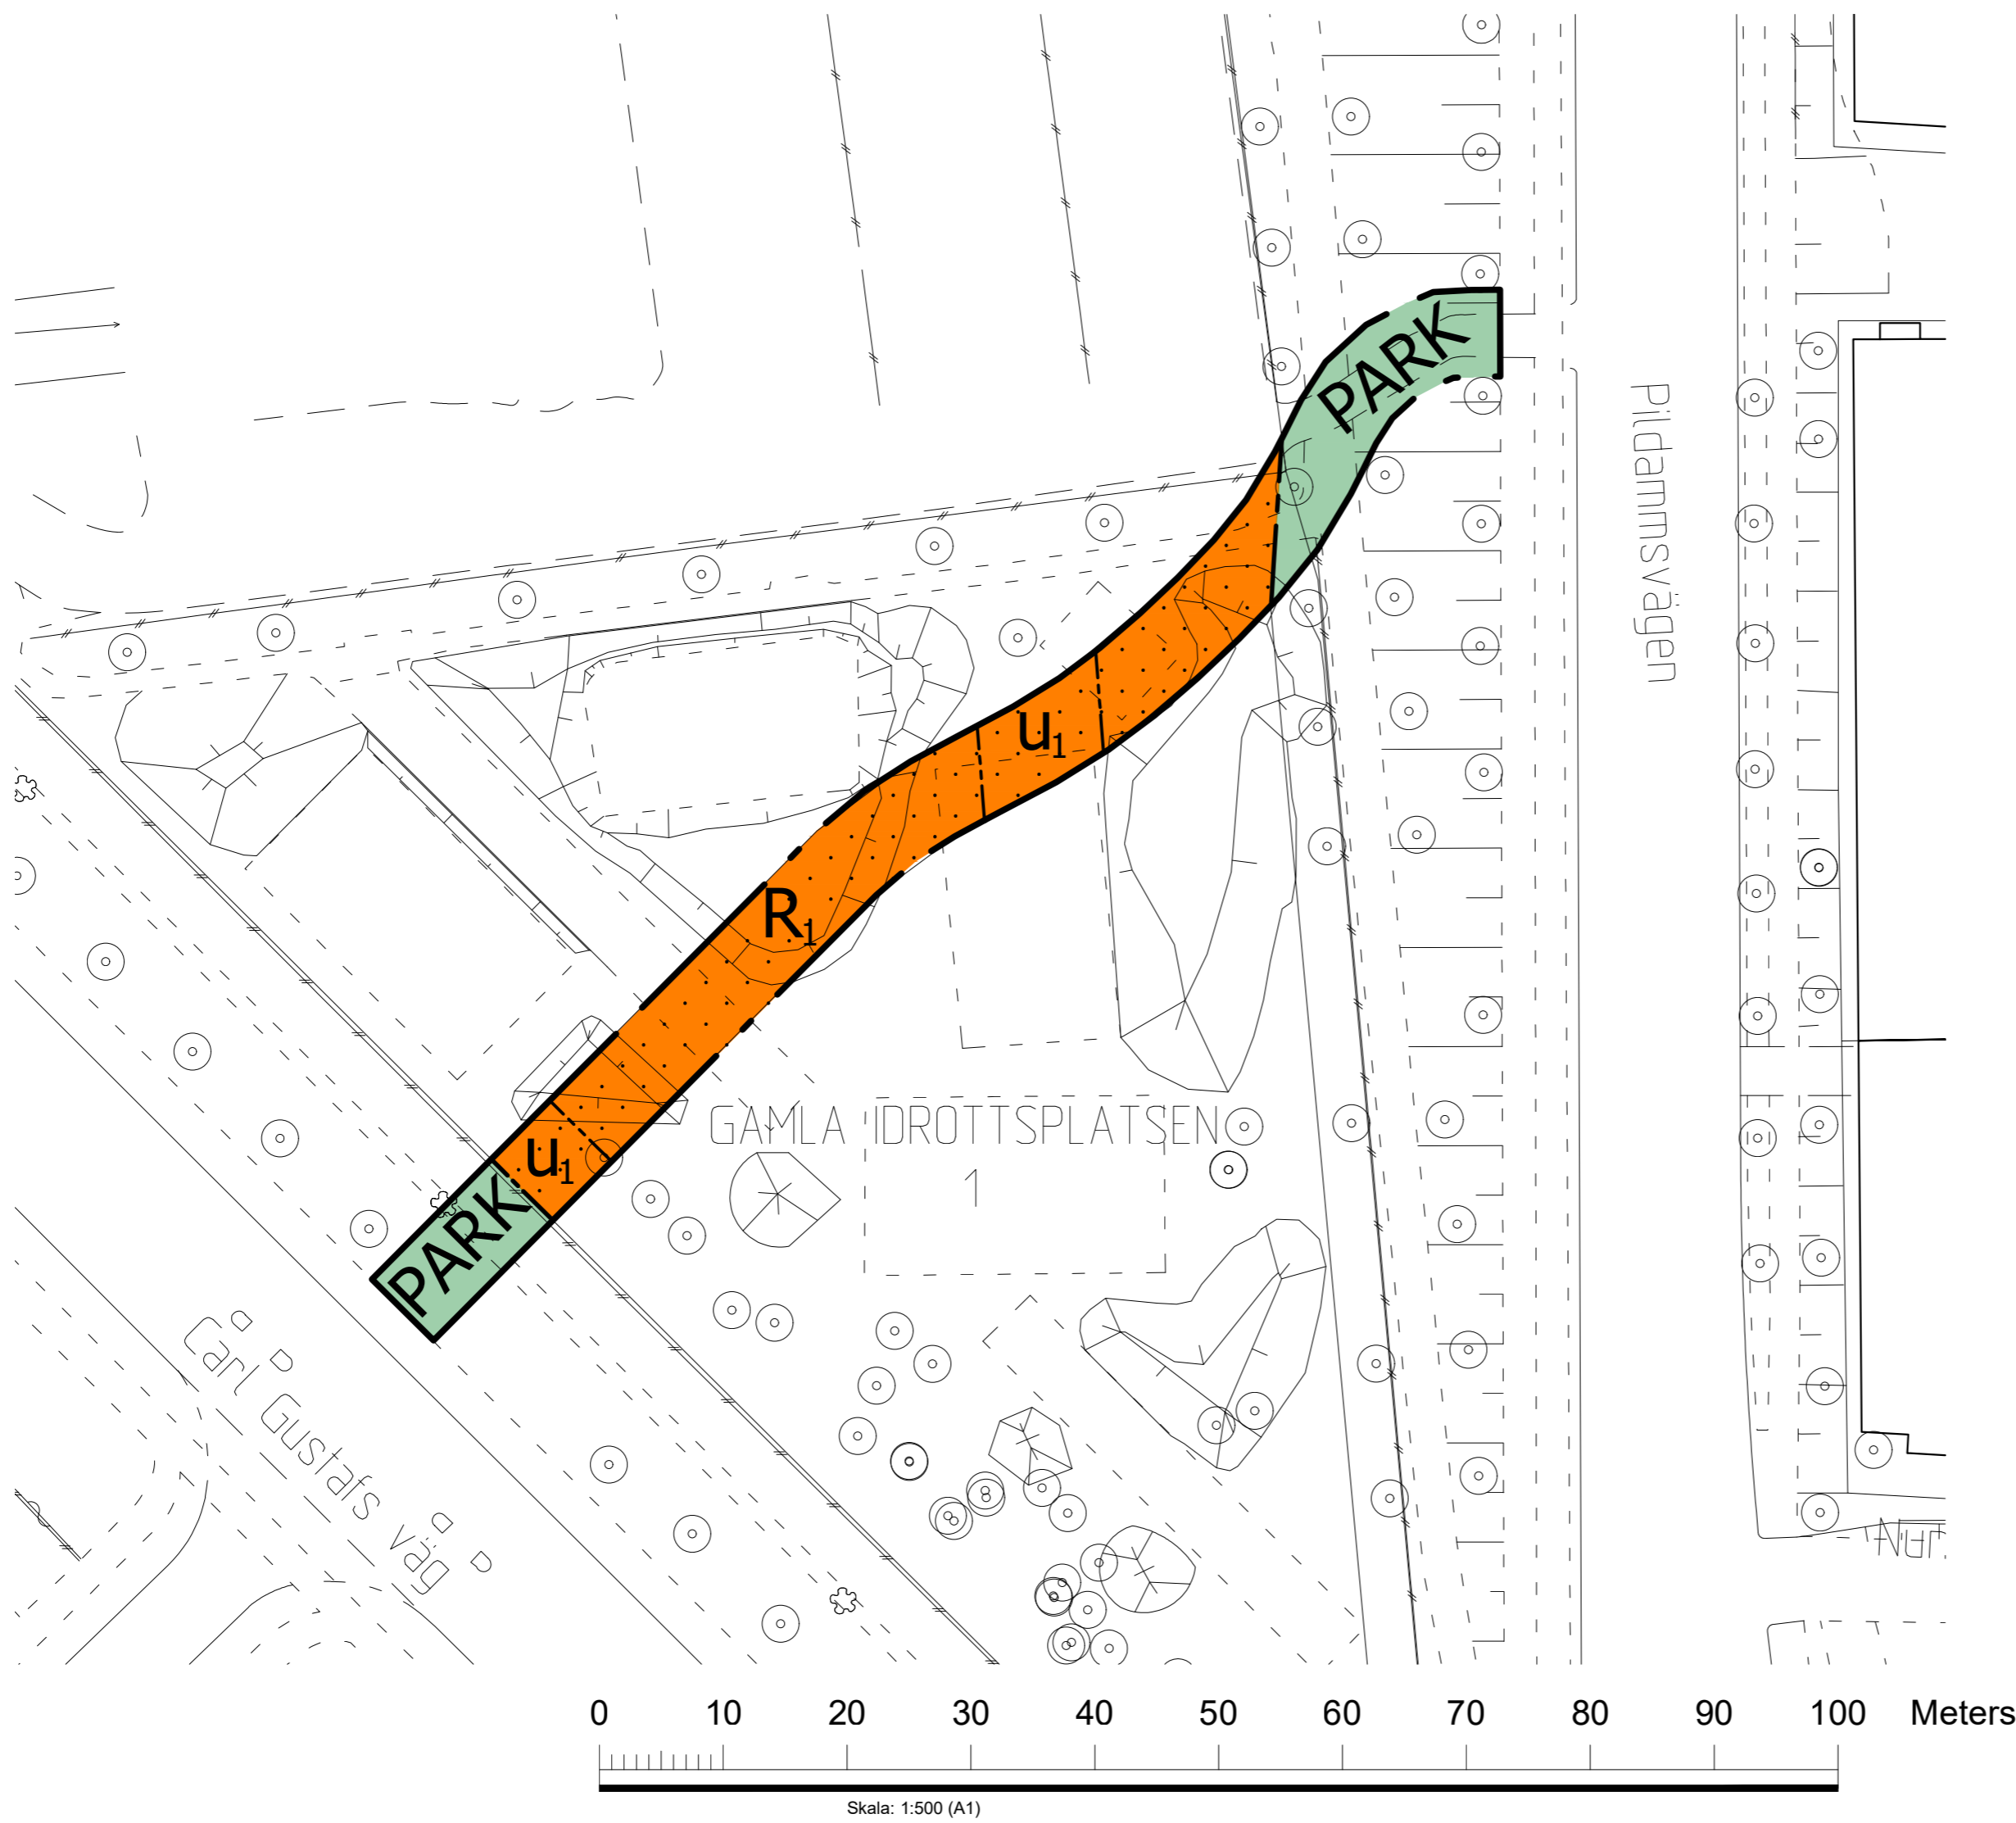 PARK
Pildammsvägen
u1
R1
GAMLA IDROTTSPLATSEN
1
u1
PARK
Carl Gustafs väg
0 10 20 30 40 50 60 70 80 90 100 Meters
Skala: 1:500 (A1)